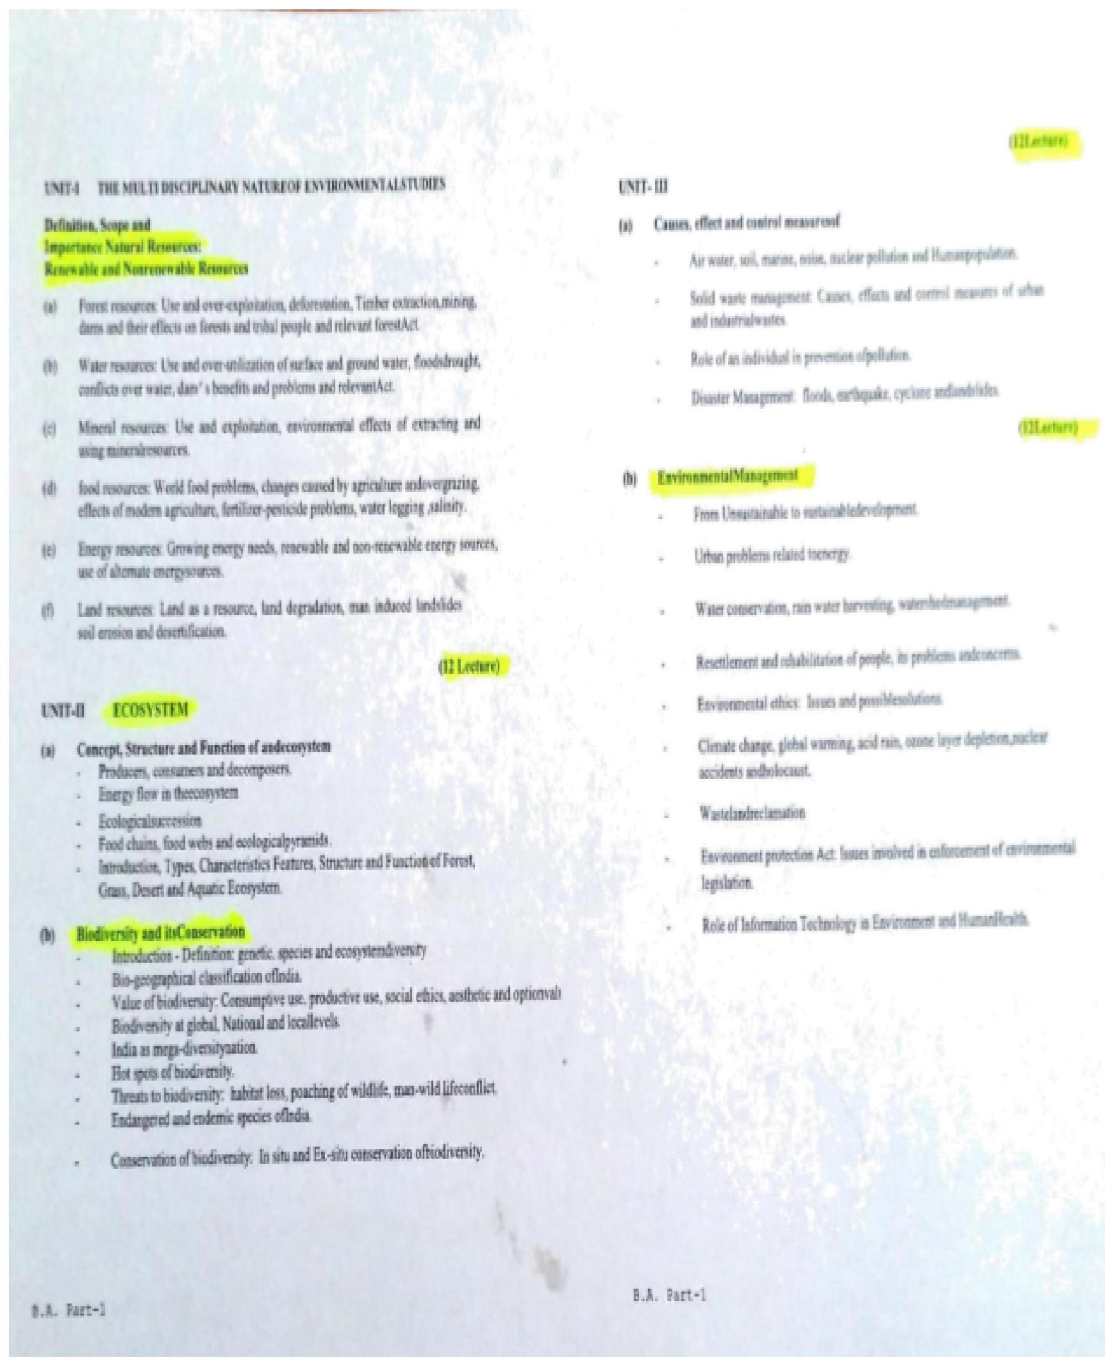 UNIT-I THE MULTI DISCIPLINARY NATUREOF ENVIRONMENTALSTUDIES
Definition, Scope and
Importance Natural Resources:
Renewable and Nonrenewable Resources
(a) Forest resources: Use and over-exploitation, deforestation, Timber extraction,mining,
dams and their effects on forests and tribal people and relevant forestAct.
(b) Water resources: Use and over-utilization of surface and ground water, floodsdrought,
conflicts over water, dam's benefits and problems and relevantAct.
(c) Mineral resources: Use and exploitation, environmental effects of extracting and
using mineralresources.
(d) food resources: World food problems, changes caused by agriculture andovergrazing,
effects of modern agriculture, fertilizer-pesticide problems, water logging ,salinity.
(e) Energy resources: Growing energy needs, renewable and non-renewable energy sources,
use of alternate energysources.
(f) Land resources: Land as a resource, land degradation, man induced landslides
soil erosion and desertification.
(12 Lecture)
UNIT-II ECOSYSTEM
(a) Concept, Structure and Function of andecosystem
- Producers, consumers and decomposers.
- Energy flow in theecosystem
- Ecologicalsuccession
- Food chains, food webs and ecologicalpyramids.
- Introduction, Types, Characteristics Features, Structure and Function of Forest,
Grass, Desert and Aquatic Ecosystem.
(b) Biodiversity and itsConservation
- Introduction - Definition: genetic. species and ecosystemdiversity
- Bio-geographical classification ofIndia.
- Value of biodiversity: Consumptive use. productive use, social ethics, aesthetic and optionvalu
- Biodiversity at global, National and locallevels.
- India as mega-diversitynation.
- Hot spots of biodiversity.
- Threats to biodiversity: habitat loss, poaching of wildlife, man-wild lifeconflict.
- Endangered and endemic species ofIndia.
- Conservation of biodiversity: In situ and Ex-situ conservation ofbiodiversity.
B.A. Part-1
(12Lecture)
UNIT- III
(a) Causes, effect and control measuresof
- Air water, soil, marine, noise, nuclear pollution and Humanpopulation.
- Solid waste management: Causes, effects and control measures of urban
and industrialwastes.
- Role of an individual in prevention ofpollution.
- Disaster Management: floods, earthquake, cyclone andlandslides.
(12Lecture)
(b) EnvironmentalManagement
- From Unsustainable to sustainabledevelopment.
- Urban problems related toenergy.
- Water conservation, rain water harvesting, watershedmanagement.
- Resettlement and rehabilitation of people, its problems andconcerns.
- Environmental ethics: Issues and possiblesolutions.
- Climate change, global warming, acid rain, ozone layer depletion,nuclear
accidents andholocaust.
- Wastelandreclamation
- Environment protection Act: Issues involved in enforcement of environmental
legislation.
- Role of Information Technology in Environment and HumanHealth.
B.A. Part-1